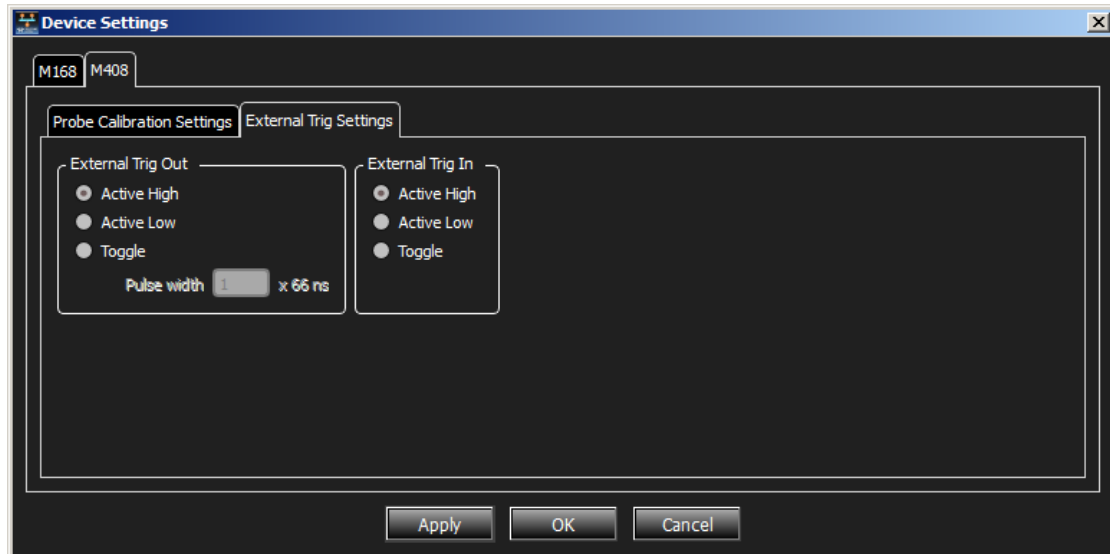 Device Settings
M168 M408
Probe Calibration Settings External Trig Settings
External Trig Out
Active High
Active Low
Toggle
Pulse width 1 x 66 ns
External Trig In
Active High
Active Low
Toggle
Apply OK Cancel